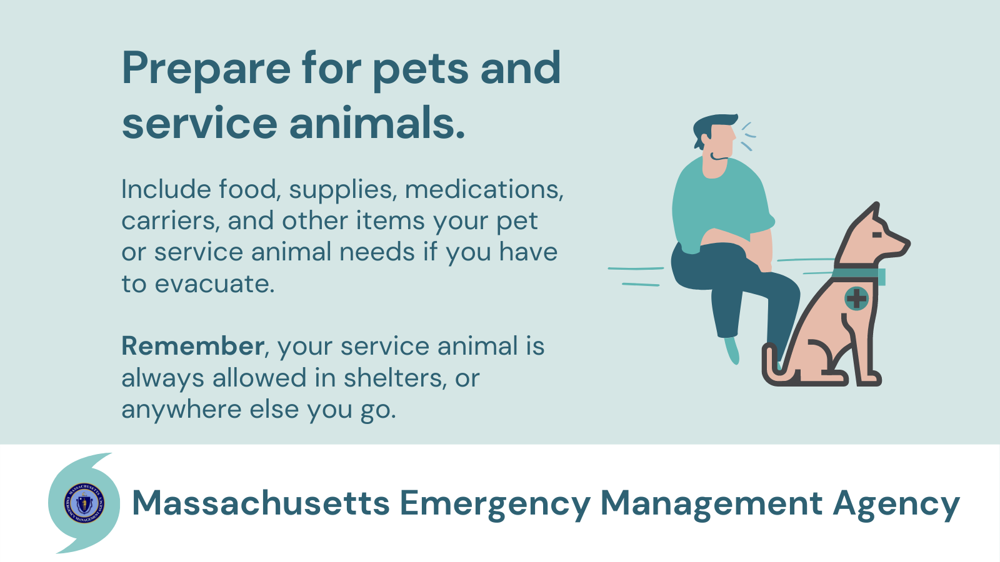 Prepare for pets and
service animals.
Include food, supplies, medications,
carriers, and other items your pet
or service animal needs if you have
to evacuate.
Remember, your service animal is
always allowed in shelters, or
anywhere else you go.
MASSACHUSETTS
EMERGENCY MANAGEMENT AGENCY
Massachusetts Emergency Management Agency